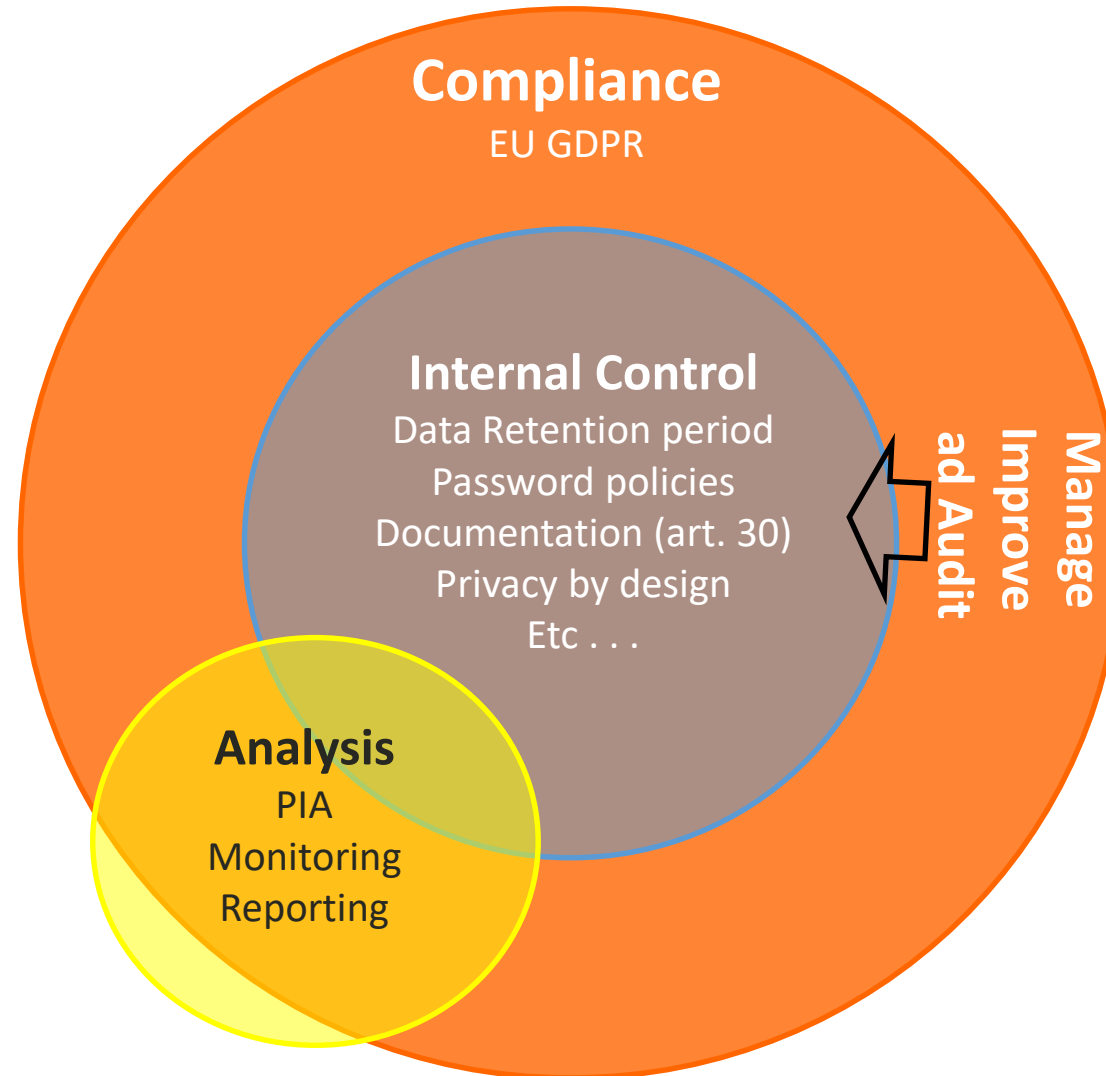 Compliance
EU GDPR
Internal Control
Data Retention period
Password policies
Documentation (art. 30)
Privacy by design
Etc . . .
Manage
Improve
ad Audit
Analysis
PIA
Monitoring
Reporting